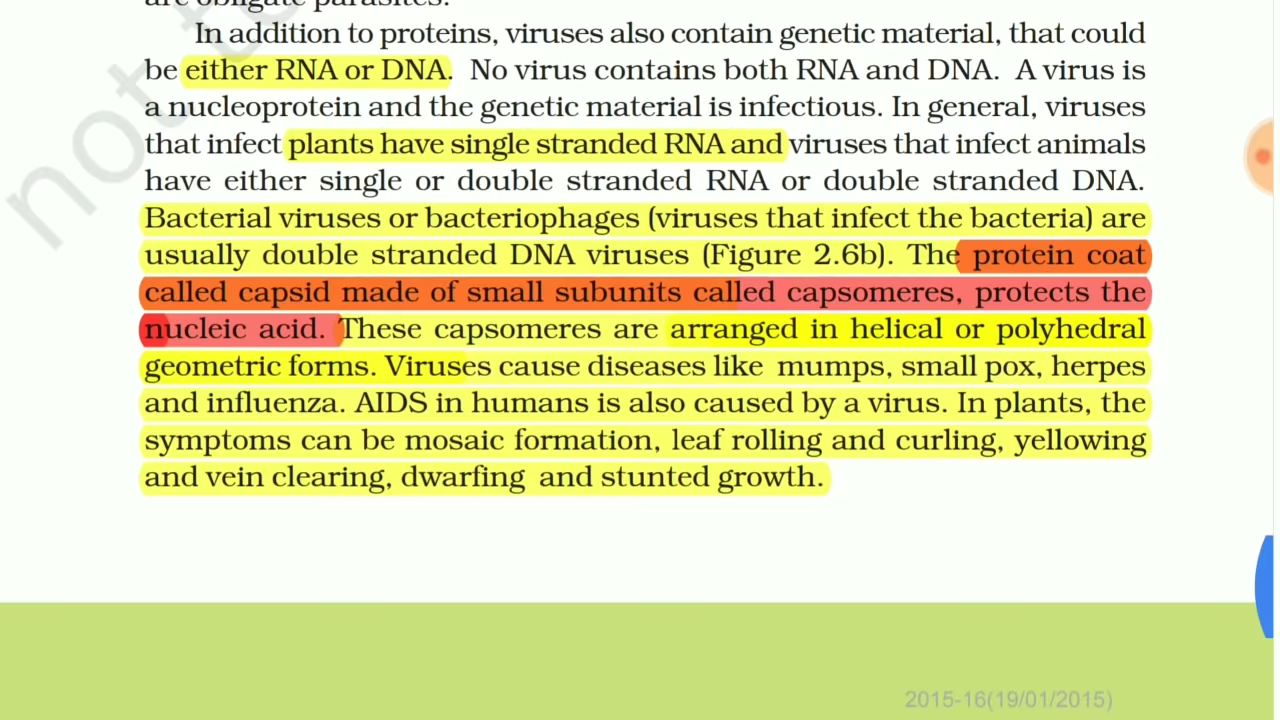 are obligate parasites.
In addition to proteins, viruses also contain genetic material, that could
be either RNA or DNA. No virus contains both RNA and DNA. A virus is
a nucleoprotein and the genetic material is infectious. In general, viruses
that infect plants have single stranded RNA and viruses that infect animals
have either single or double stranded RNA or double stranded DNA.
Bacterial viruses or bacteriophages (viruses that infect the bacteria) are
usually double stranded DNA viruses (Figure 2.6b). The protein coat
called capsid made of small subunits called capsomeres, protects the
nucleic acid. These capsomeres are arranged in helical or polyhedral
geometric forms. Viruses cause diseases like mumps, small pox, herpes
and influenza. AIDS in humans is also caused by a virus. In plants, the
symptoms can be mosaic formation, leaf rolling and curling, yellowing
and vein clearing, dwarfing and stunted growth.
not to
2015-16(19/01/2015)